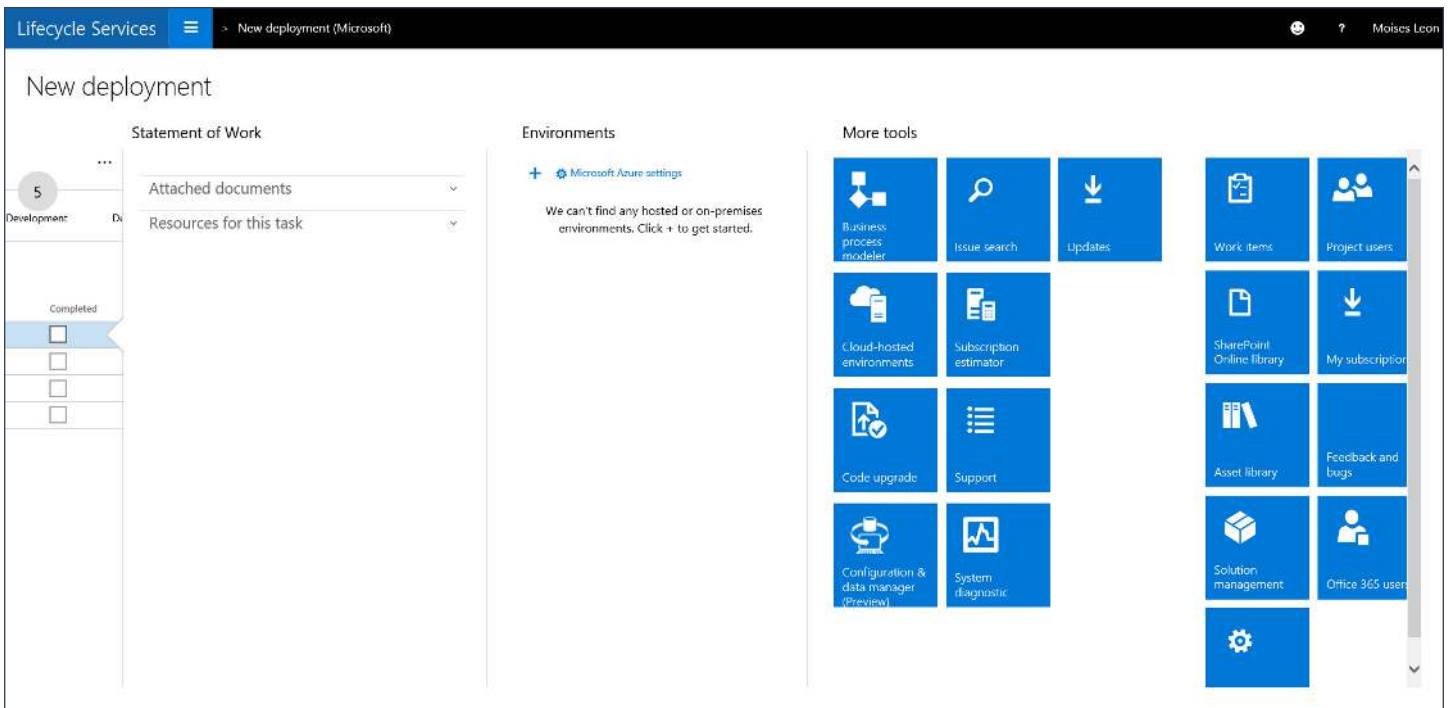 Lifecycle Services
> New deployment (Microsoft)
?
Moises Leon
New deployment
...
5
Development
Completed
Statement of Work
Attached documents
Resources for this task
Environments
+ Microsoft Azure settings
We can't find any hosted or on-premises
environments. Click + to get started.
More tools
Business
process
modeler
Issue search
Updates
Cloud-hosted
environments
Subscription
estimator
Code upgrade
Support
Configuration &
data manager
(Preview)
System
diagnostic
Work items
Project users
SharePoint
Online library
My subscription
Asset library
Feedback and
bugs
Solution
management
Office 365 users